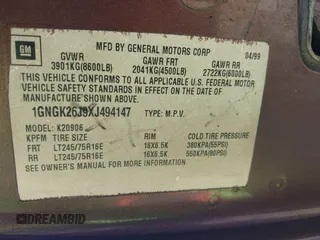 GM
MFD BY GENERAL MOTORS CORP 04/99
GVWR GAWR FRT GAWR RR
3901KG(8600LB) 2041KG(4500LB) 2722KG(6000LB)
THIS VEHICLE CONFORMS TO ALL APPLICABLE U.S. FEDERAL MOTOR
VEHICLE SAFETY STANDARDS IN EFFECT ON THE DATE OF
MANUFACTURE SHOWN ABOVE.
1GNGK26J9XJ494147 TYPE: M.P.V.
MODEL: K20906
KPFM TIRE SIZE RIM COLD TIRE PRESSURE
FRT LT245/75R16E 16X6.5K 380KPA(55PSI)
RR LT245/75R16E 16X6.5K 550KPA(80PSI)
SEE OWNER'S MANUAL FOR MORE INFORMATION
DREAMBID